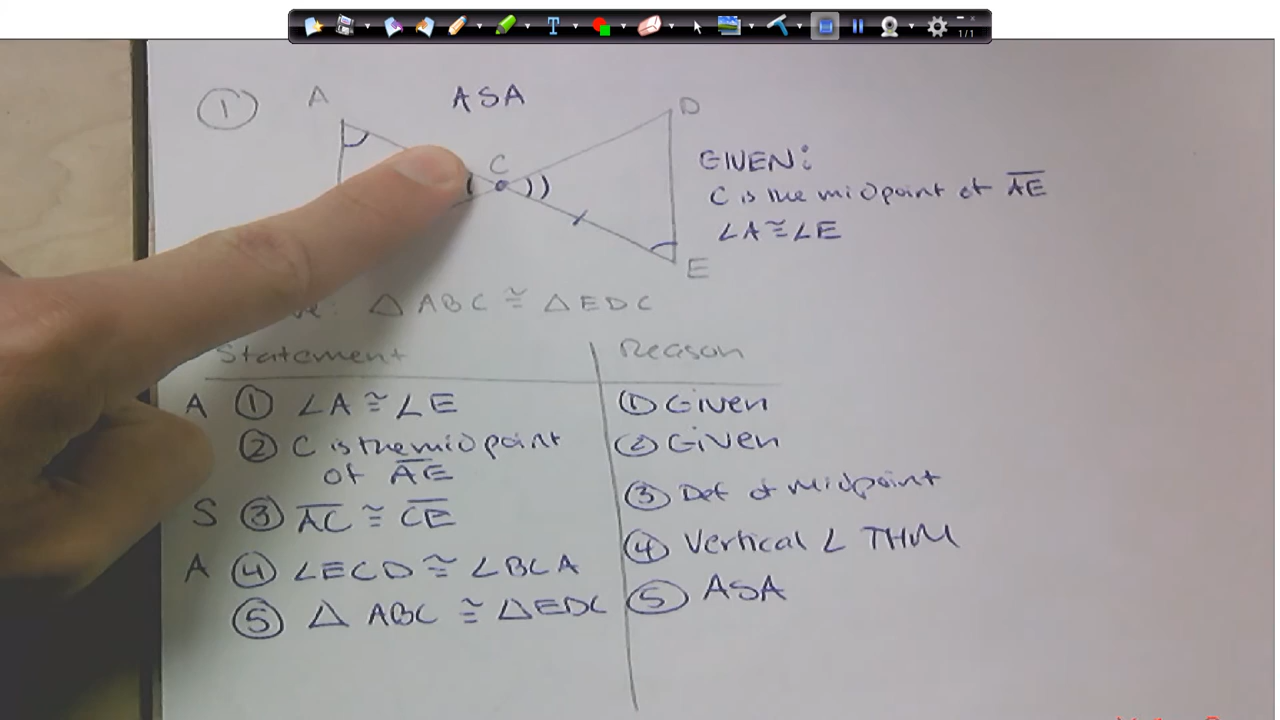 1
A
ASA
D
C
E
GIVEN:
C is the midpoint of AE
∠A≅∠E
△ABC ≅ △EDC
Statement
Reason
A ① ∠A ≅ ∠E
① Given
② C is the midpoint
of AE
② Given
S ③ AC ≅ CE
③ Def of midpoint
A ④ ∠ECD ≅ ∠BCA
④ Vertical ∠ THM
⑤ △ ABC ≅ △EDC
⑤ ASA
1/1